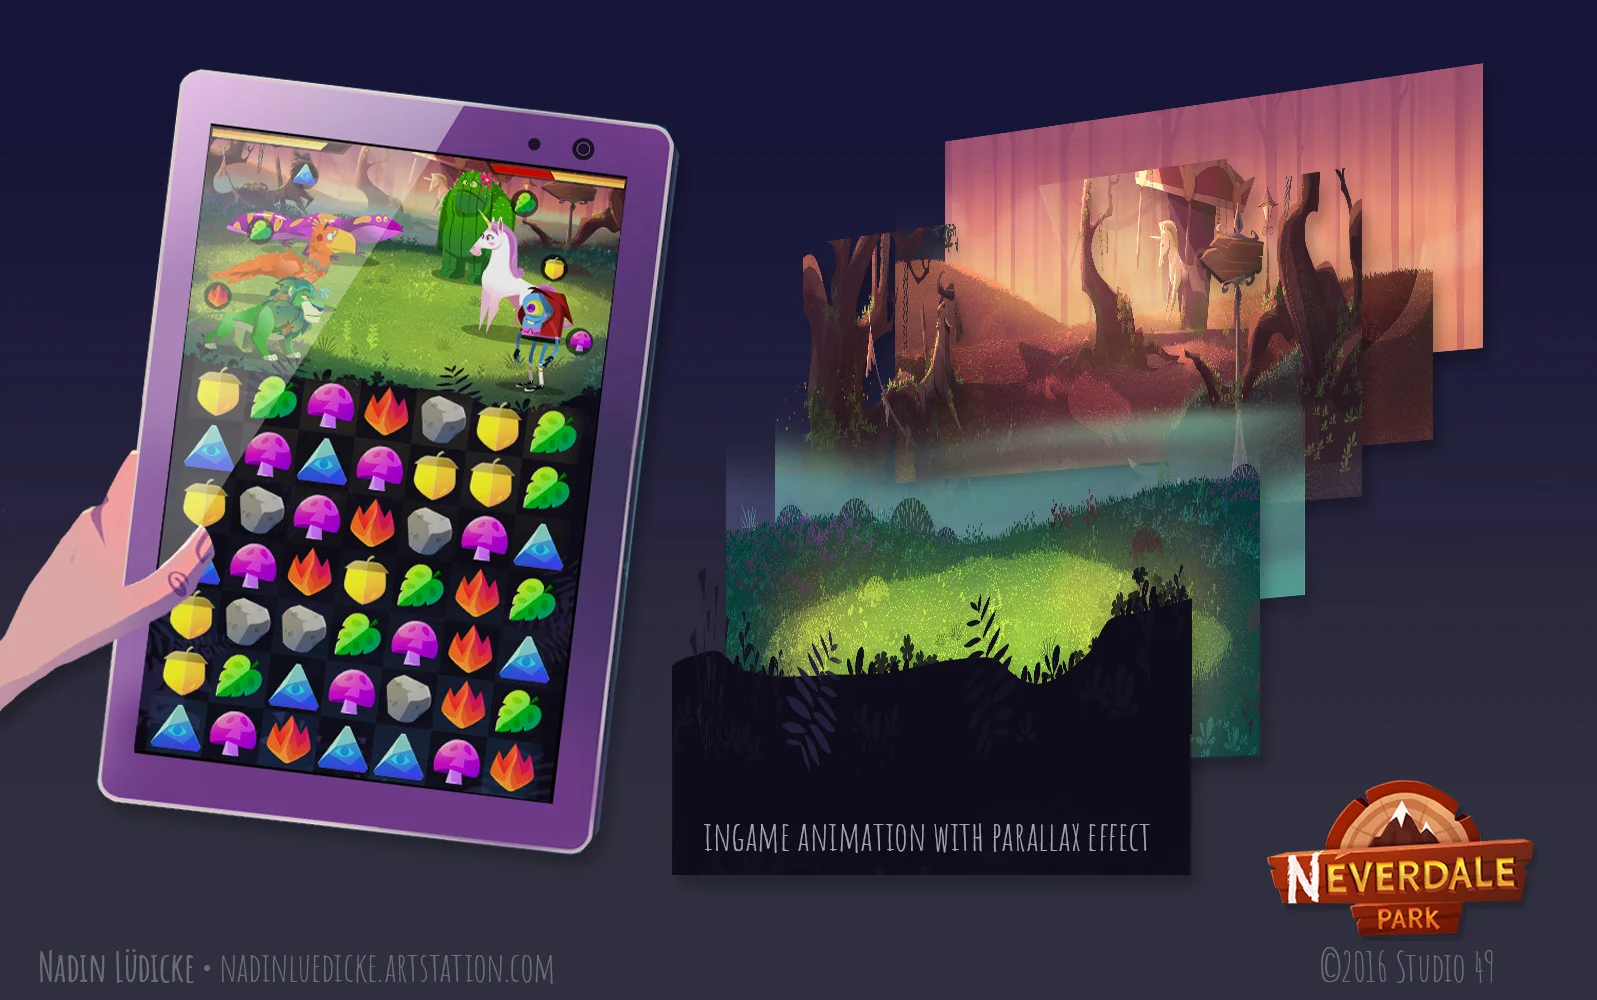 INGAME ANIMATION WITH PARALLAX EFFECT
NEVERDALE
PARK
NADIN LÜDICKE • NADINLUEDICKE.ARTSTATION.COM
©2016 STUDIO 49